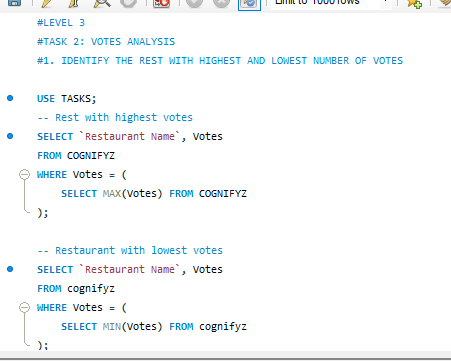 Limit to 10001rows
#LEVEL 3
#TASK 2: VOTES ANALYSIS
#1. IDENTIFY THE REST WITH HIGHEST AND LOWEST NUMBER OF VOTES
USE TASKS;
-- Rest with highest votes
SELECT `Restaurant Name`, Votes
FROM COGNIFYZ
WHERE Votes = (
SELECT MAX(Votes) FROM COGNIFYZ
);
-- Restaurant with lowest votes
SELECT `Restaurant Name`, Votes
FROM cognifyz
WHERE Votes = (
SELECT MIN(Votes) FROM cognifyz
);